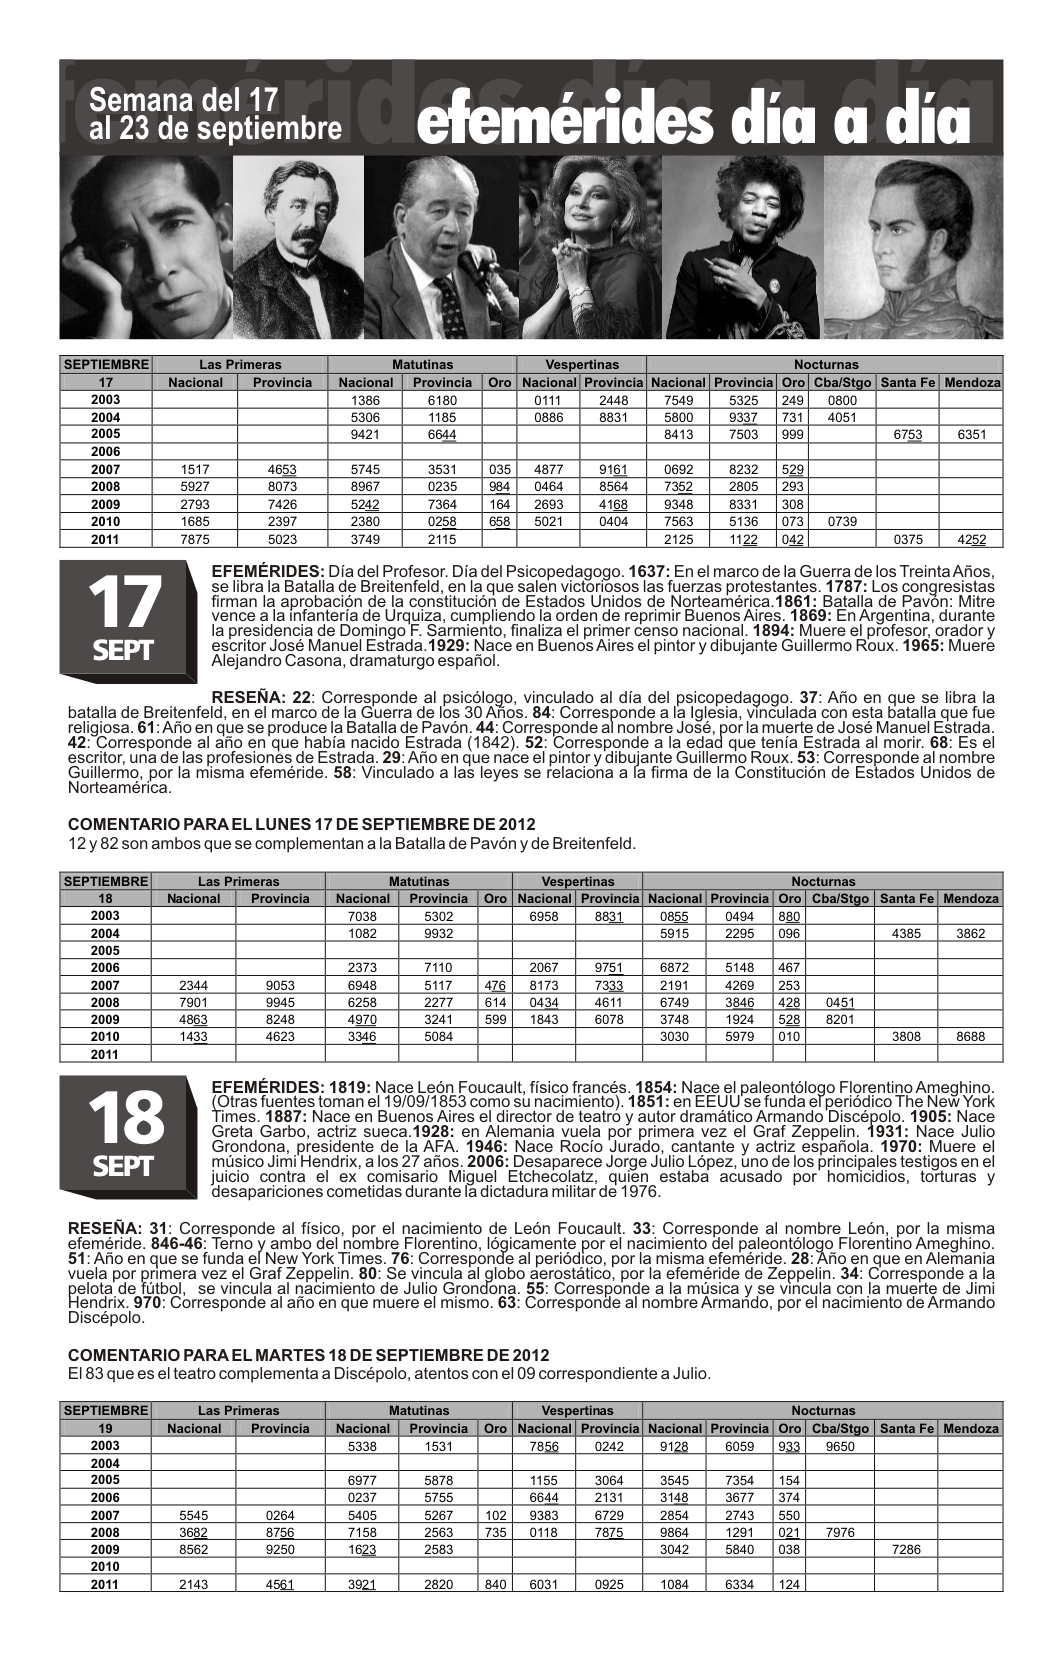 Semana del 17
al 23 de septiembre
efemérides día a día
SEPTIEMBRE Las Primeras Matutinas Vespertinas Nocturnas
17 Nacional Provincia Nacional Provincia Oro Nacional Provincia Nacional Provincia Oro Cba/Stgo Santa Fe Mendoza
2003 1386 6180 0111 2448 7549 5325 249 0800
2004 5306 1185 0886 8831 5800 9337 731 4051
2005 9421 6644 8413 7503 999 6753 6351
2006
2007 1517 4653 5745 3531 035 4877 9161 0692 8232 529
2008 5927 8073 8967 0235 984 0464 8564 7352 2805 293
2009 2793 7426 5242 7364 164 2693 4168 9348 8331 308
2010 1685 2397 2380 0258 658 5021 0404 7563 5136 073 0739
2011 7875 5023 3749 2115 2125 1122 042 0375 4252
17
SEPT
EFEMÉRIDES: Día del Profesor. Día del Psicopedagogo. 1637: En el marco de la Guerra de los Treinta Años,
se libra la Batalla de Breitenfeld, en la que salen victoriosos las fuerzas protestantes. 1787: Los congresistas
firman la aprobación de la constitución de Estados Unidos de Norteamérica.1861: Batalla de Pavón: Mitre
vence a la infantería de Urquiza, cumpliendo la orden de reprimir Buenos Aires. 1869: En Argentina, durante
la presidencia de Domingo F. Sarmiento, finaliza el primer censo nacional. 1894: Muere el profesor, orador y
escritor José Manuel Estrada.1929: Nace en Buenos Aires el pintor y dibujante Guillermo Roux. 1965: Muere
Alejandro Casona, dramaturgo español.
RESEÑA: 22: Corresponde al psicólogo, vinculado al día del psicopedagogo. 37: Año en que se libra la
batalla de Breitenfeld, en el marco de la Guerra de los 30 Años. 84: Corresponde a la Iglesia, vinculada con esta batalla que fue
religiosa. 61: Año en que se produce la Batalla de Pavón. 44: Corresponde al nombre José, por la muerte de José Manuel Estrada.
42: Corresponde al año en que había nacido Estrada (1842). 52: Corresponde a la edad que tenía Estrada al morir. 68: Es el
escritor, una de las profesiones de Estrada. 29: Año en que nace el pintor y dibujante Guillermo Roux. 53: Corresponde al nombre
Guillermo, por la misma efeméride. 58: Vinculado a las leyes se relaciona a la firma de la Constitución de Estados Unidos de
Norteamérica.
COMENTARIO PARA EL LUNES 17 DE SEPTIEMBRE DE 2012
12 y 82 son ambos que se complementan a la Batalla de Pavón y de Breitenfeld.
SEPTIEMBRE Las Primeras Matutinas Vespertinas Nocturnas
18 Nacional Provincia Nacional Provincia Oro Nacional Provincia Nacional Provincia Oro Cba/Stgo Santa Fe Mendoza
2003 7038 5302 6958 8831 0855 0494 880
2004 1082 9932 5915 2295 096 4385 3862
2005
2006 2373 7110 2067 9751 6872 5148 467
2007 2344 9053 6948 5117 476 8173 7333 2191 4269 253
2008 7901 9945 6258 2277 614 0434 4611 6749 3846 428 0451
2009 4863 8248 4970 3241 599 1843 6078 3748 1924 528 8201
2010 1433 4623 3346 5084 3030 5979 010 3808 8688
2011
18
SEPT
EFEMÉRIDES: 1819: Nace León Foucault, físico francés. 1854: Nace el paleontólogo Florentino Ameghino.
(Otras fuentes toman el 19/09/1853 como su nacimiento). 1851: en EEUU se funda el periódico The New York
Times. 1887: Nace en Buenos Aires el director de teatro y autor dramático Armando Discépolo. 1905: Nace
Greta Garbo, actriz sueca.1928: en Alemania vuela por primera vez el Graf Zeppelin. 1931: Nace Julio
Grondona, presidente de la AFA. 1946: Nace Rocío Jurado, cantante y actriz española. 1970: Muere el
músico Jimi Hendrix, a los 27 años. 2006: Desaparece Jorge Julio López, uno de los principales testigos en el
juicio contra el ex comisario Miguel Etchecolatz, quien estaba acusado por homicidios, torturas y
desapariciones cometidas durante la dictadura militar de 1976.
RESEÑA: 31: Corresponde al físico, por el nacimiento de León Foucault. 33: Corresponde al nombre León, por la misma
efeméride. 846-46: Terno y ambo del nombre Florentino, lógicamente por el nacimiento del paleontólogo Florentino Ameghino.
51: Año en que se funda el New York Times. 76: Corresponde al periódico, por la misma efeméride. 28: Año en que en Alemania
vuela por primera vez el Graf Zeppelin. 80: Se vincula al globo aerostático, por la efeméride de Zeppelin. 34: Corresponde a la
pelota de fútbol, se vincula al nacimiento de Julio Grondona. 55: Corresponde a la música y se vincula con la muerte de Jimi
Hendrix. 970: Corresponde al año en que muere el mismo. 63: Corresponde al nombre Armando, por el nacimiento de Armando
Discépolo.
COMENTARIO PARA EL MARTES 18 DE SEPTIEMBRE DE 2012
El 83 que es el teatro complementa a Discépolo, atentos con el 09 correspondiente a Julio.
SEPTIEMBRE Las Primeras Matutinas Vespertinas Nocturnas
19 Nacional Provincia Nacional Provincia Oro Nacional Provincia Nacional Provincia Oro Cba/Stgo Santa Fe Mendoza
2003 5338 1531 7856 0242 9128 6059 933 9650
2004
2005 6977 5878 1155 3064 3545 7354 154
2006 0237 5755 6644 2131 3148 3677 374
2007 5545 0264 5405 5267 102 9383 6729 2854 2743 550
2008 3682 8756 7158 2563 735 0118 7875 9864 1291 021 7976
2009 8562 9250 1623 2583 3042 5840 038 7286
2010
2011 2143 4561 3921 2820 840 6031 0925 1084 6334 124